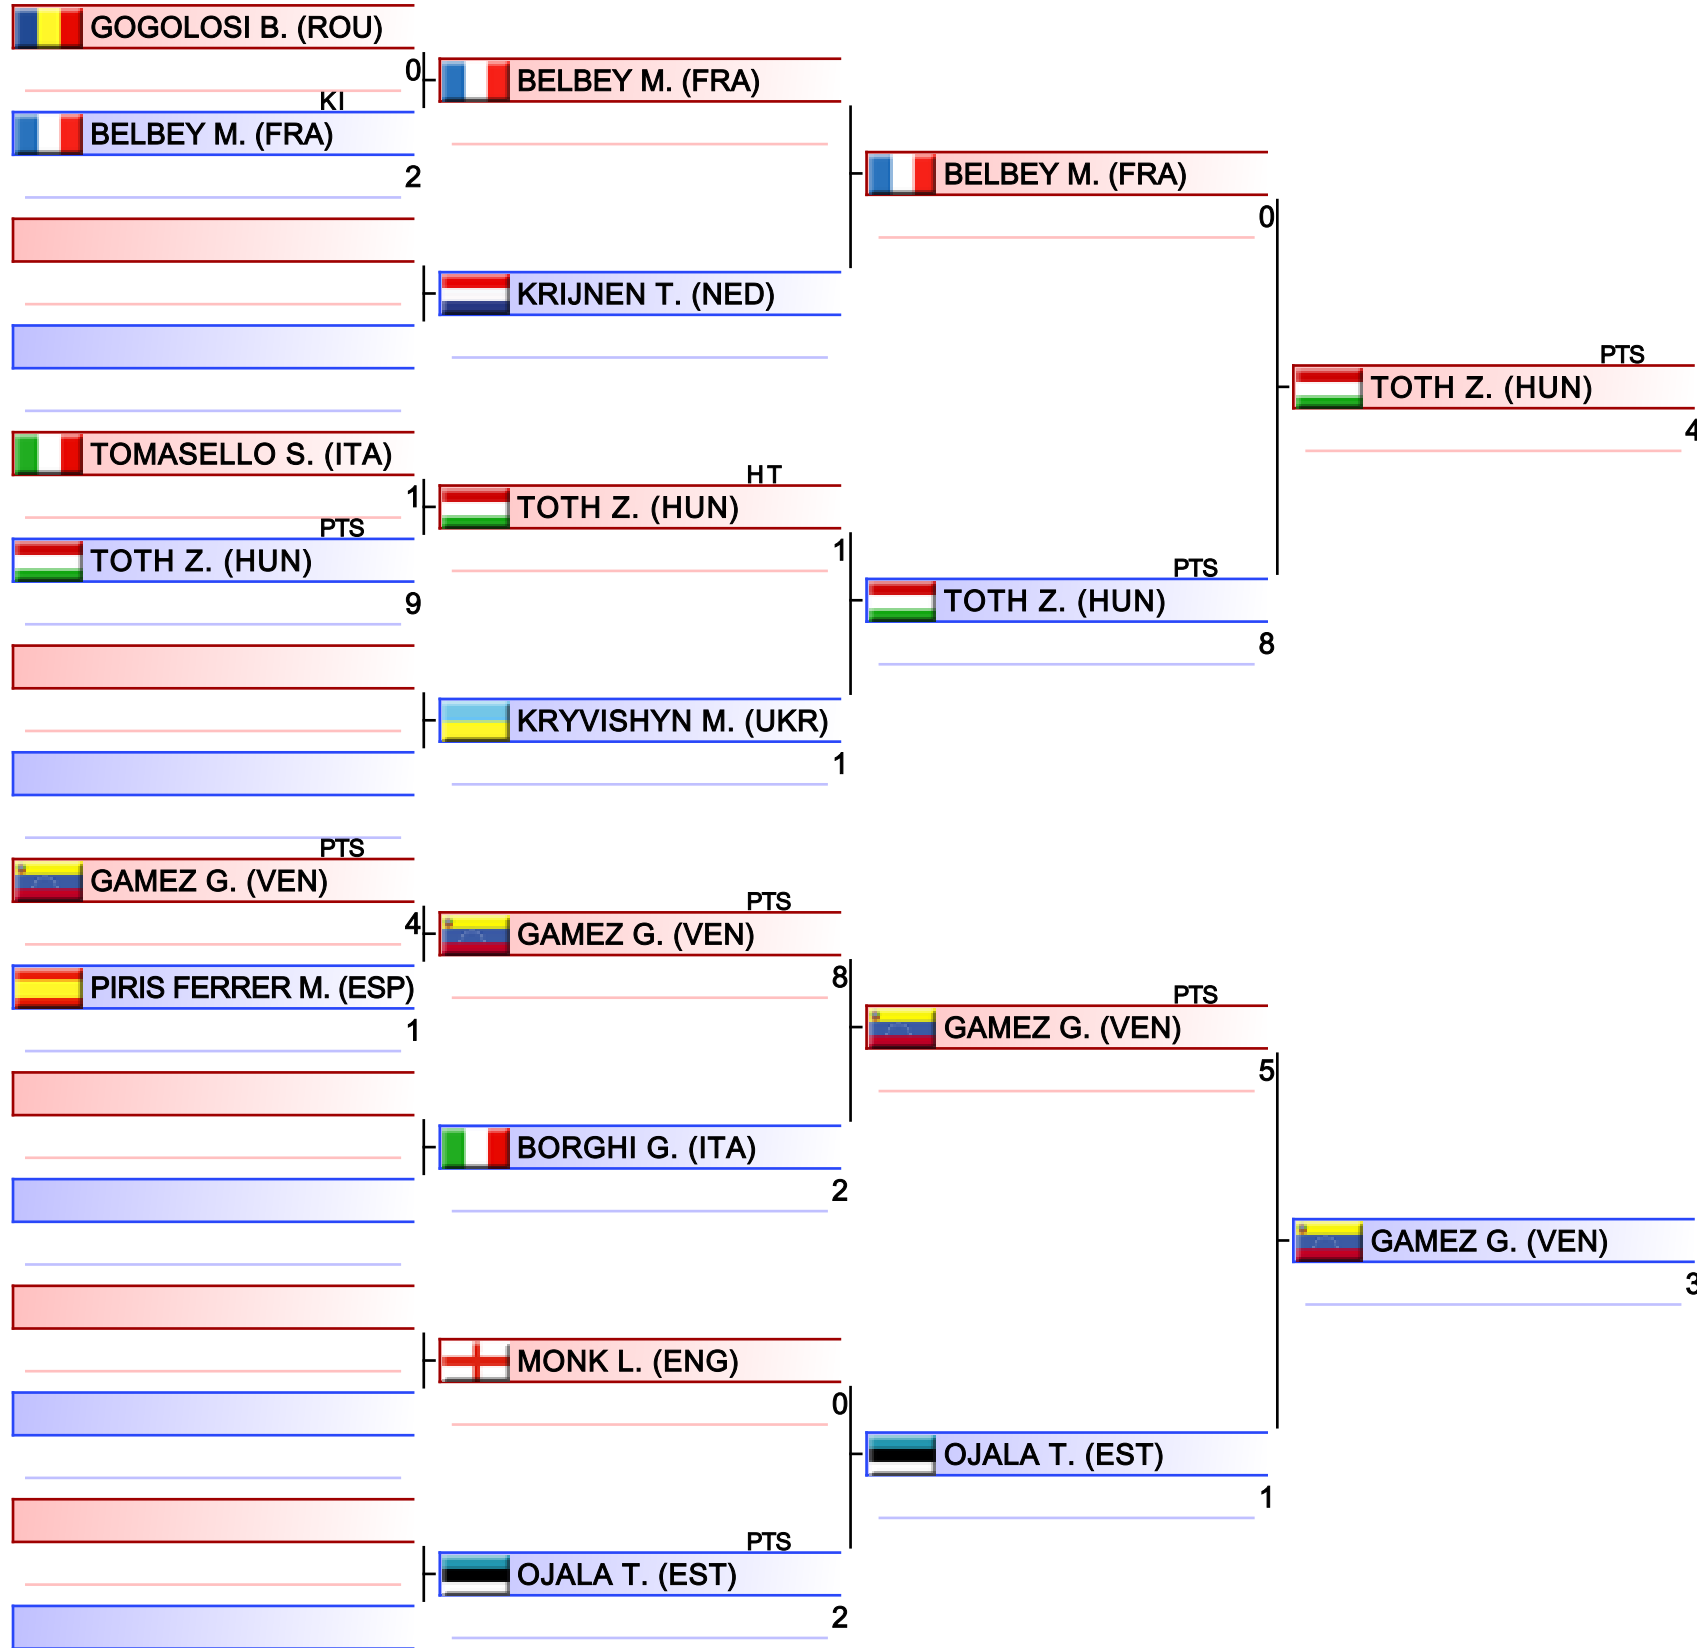 GOGOLOSI B. (ROU)
0
KI
BELBEY M. (FRA)
2
TOMASELLO S. (ITA)
1
PTS
TOTH Z. (HUN)
9
PTS
GAMEZ G. (VEN)
4
PIRIS FERRER M. (ESP)
1
BELBEY M. (FRA)
KRIJNEN T. (NED)
HT
TOTH Z. (HUN)
1
KRYVISHYN M. (UKR)
1
PTS
GAMEZ G. (VEN)
8
BORGHI G. (ITA)
2
MONK L. (ENG)
0
PTS
OJALA T. (EST)
2
BELBEY M. (FRA)
0
PTS
TOTH Z. (HUN)
8
PTS
GAMEZ G. (VEN)
5
OJALA T. (EST)
1
PTS
TOTH Z. (HUN)
4
GAMEZ G. (VEN)
3